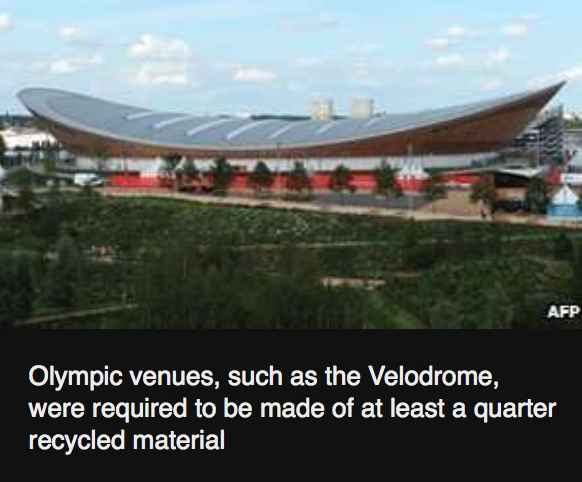 AFP
Olympic venues, such as the Velodrome,
were required to be made of at least a quarter
recycled material